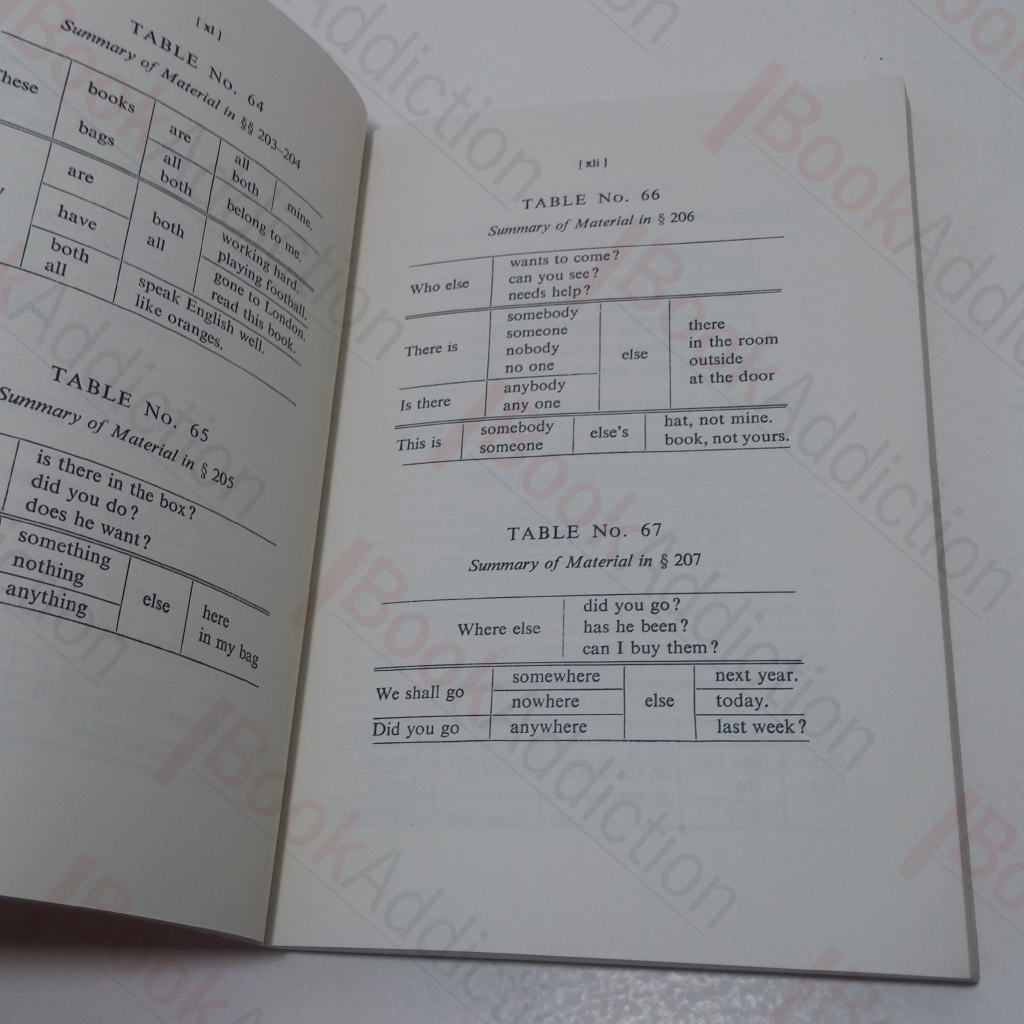 [ xl ]
TABLE No. 64
Summary of Material in §§ 203–204
books are all mine.
bags all both belong to me.
both
are both working hard.
have all playing football.
gone to London.
both read this book.
all speak English well.
like oranges.
TABLE No. 65
Summary of Material in § 205
is there in the box?
did you do?
does he want?
something
nothing else here
anything in my bag
[ xli ]
TABLE No. 66
Summary of Material in § 206
wants to come?
Who else can you see?
needs help?
somebody
someone there
There is nobody else in the room
no one outside
anybody at the door
Is there any one
This is somebody else's hat, not mine.
someone book, not yours.
TABLE No. 67
Summary of Material in § 207
did you go?
Where else has he been?
can I buy them?
We shall go somewhere next year.
nowhere else today.
Did you go anywhere last week?
BookAddiction